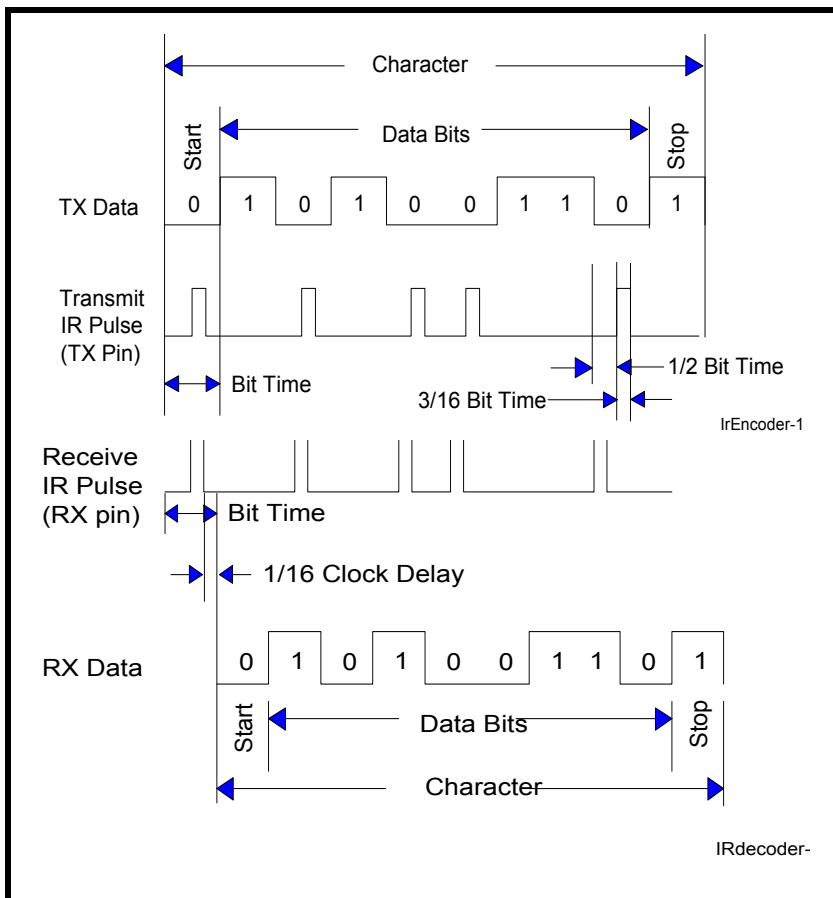 Character
Start
Data Bits
Stop
TX Data
0 1 0 1 0 0 1 1 0 1
Transmit
IR Pulse
(TX Pin)
Bit Time
1/2 Bit Time
3/16 Bit Time
IrEncoder-1
Receive
IR Pulse
(RX pin)
Bit Time
1/16 Clock Delay
RX Data
0 1 0 1 0 0 1 1 0 1
Start
Data Bits
Stop
Character
IRdecoder-